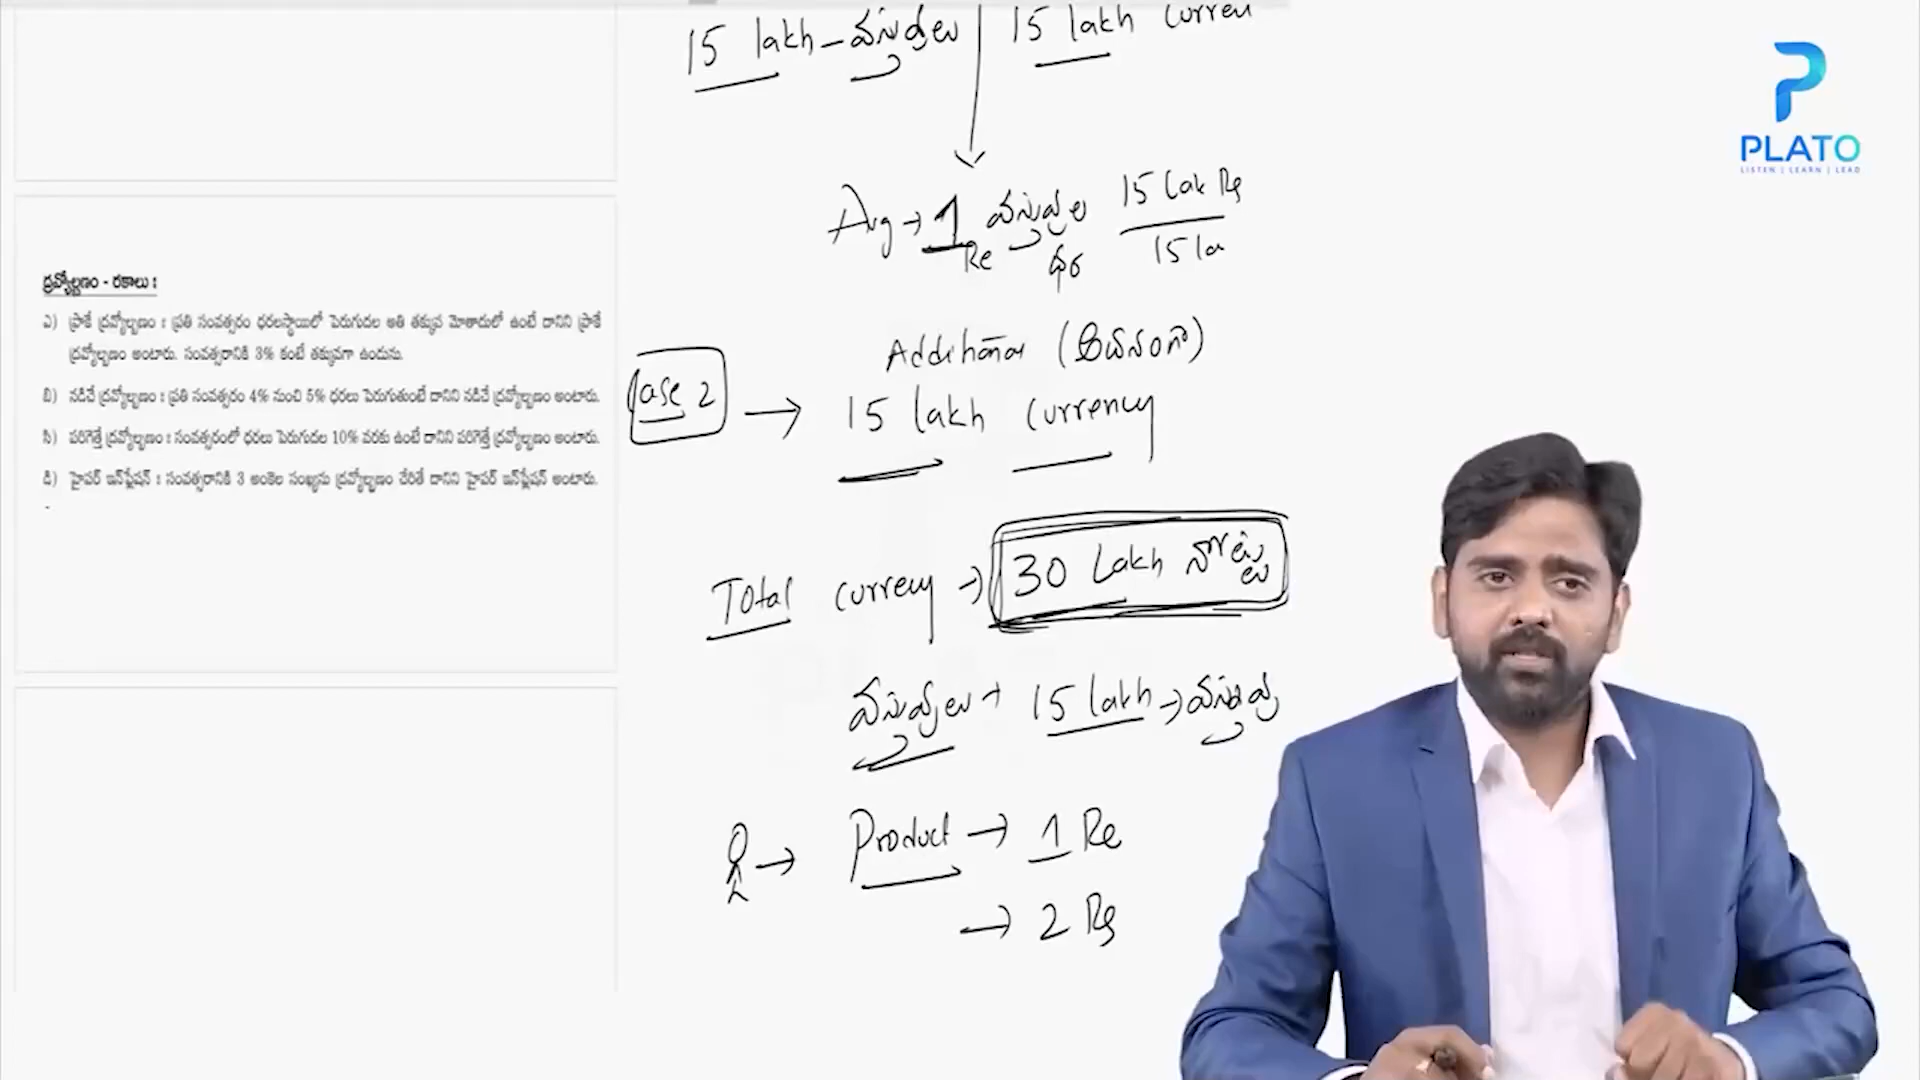 15 lakh - వస్తువులు 15 lakh curren
PLATO
LISTEN | LEARN | LEAD
Avg → 1 Re వస్తువుల ధర 15 Lak Rs
15 la
ద్రవ్యోల్బణం - రకాలు :
ఎ) ప్రాకే ద్రవ్యోల్బణం : ప్రతి సంవత్సరం ధరలస్థాయిలో పెరుగుదల అతి తక్కువ మోతాదులో ఉంటే దానిని ప్రాకే
ద్రవ్యోల్బణం అంటారు. సంవత్సరానికి 3% కంటే తక్కువగా ఉండును.
బి) నడిచే ద్రవ్యోల్బణం : ప్రతి సంవత్సరం 4% నుంచి 5% ధరలు పెరుగుతుంటే దానిని నడిచే ద్రవ్యోల్బణం అంటారు.
సి) పరిగెత్తే ద్రవ్యోల్బణం : సంవత్సరంలో ధరలు పెరుగుదల 10% వరకు ఉంటే దానిని పరిగెత్తే ద్రవ్యోల్బణం అంటారు.
డి) హైపర్ ఇన్‌ఫ్లేషన్ : సంవత్సరానికి 3 అంకెల సంఖ్యను ద్రవ్యోల్బణం చేరితే దానిని హైపర్ ఇన్‌ఫ్లేషన్ అంటారు.
(అదనంగా)
Case 2 → 15 lakh currency
Total currency → 30 Lakh నోట్లు
వస్తువులు → 15 lakh → వస్తువు
Product → 1 Re
→ 2 Rs